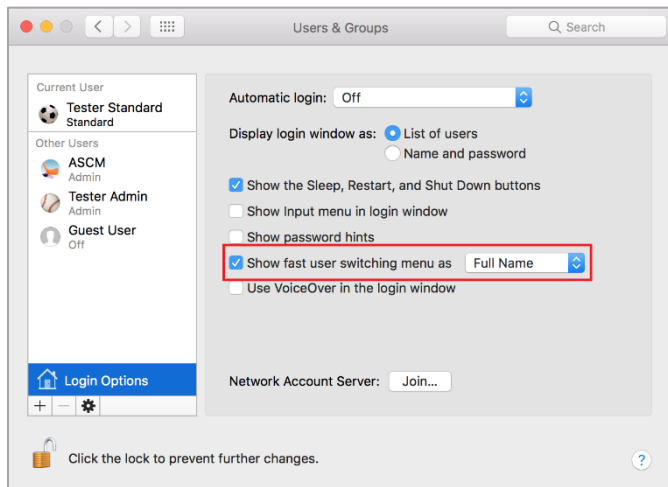 Users & Groups
Search
Current User
Tester Standard
Standard
Other Users
ASCM
Admin
Tester Admin
Admin
Guest User
Off
Login Options
Automatic login: Off
Display login window as: List of users
Name and password
Show the Sleep, Restart, and Shut Down buttons
Show Input menu in login window
Show password hints
Show fast user switching menu as Full Name
Use VoiceOver in the login window
Network Account Server: Join...
Click the lock to prevent further changes.
?